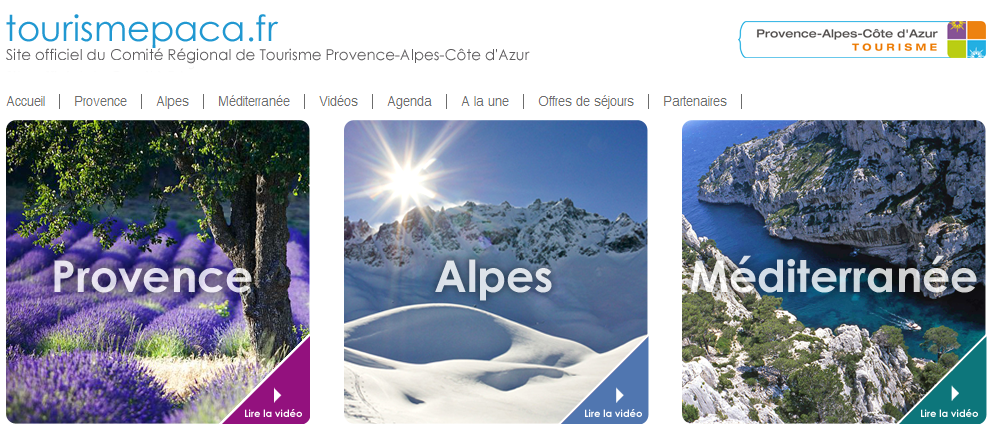 tourismepaca.fr
Site officiel du Comité Régional de Tourisme Provence-Alpes-Côte d'Azur
Provence-Alpes-Côte d'Azur
TOURISME
Accueil | Provence | Alpes | Méditerranée | Vidéos | Agenda | A la une | Offres de séjours | Partenaires |
Provence
Alpes
Méditerranée
Lire la vidéo
Lire la vidéo
Lire la vidéo